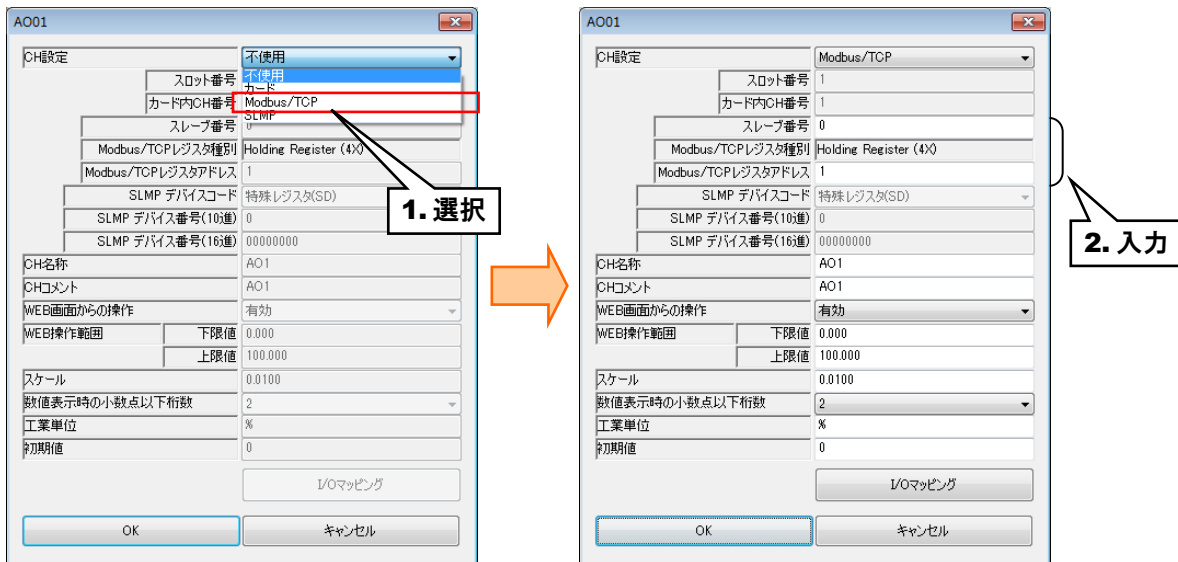 AO01
CH設定 不使用
不使用
スロット番号
カード
カード内CH番号
Modbus/TCP
SLMP
スレーブ番号 0
Modbus/TCPレジスタ種別 Holding Register (4X)
Modbus/TCPレジスタアドレス 1
SLMP デバイスコード 特殊レジスタ(SD)
SLMP デバイス番号(10進) 0
SLMP デバイス番号(16進) 00000000
CH名称 AO1
CHコメント AO1
WEB画面からの操作 有効
WEB操作範囲 下限値 0.000
上限値 100.000
スケール 0.0100
数値表示時の小数点以下桁数 2
工業単位 %
初期値 0
I/Oマッピング
OK キャンセル
1. 選択
AO01
CH設定 Modbus/TCP
スロット番号 1
カード内CH番号 1
スレーブ番号 0
Modbus/TCPレジスタ種別 Holding Register (4X)
Modbus/TCPレジスタアドレス 1
SLMP デバイスコード 特殊レジスタ(SD)
SLMP デバイス番号(10進) 0
SLMP デバイス番号(16進) 00000000
CH名称 AO1
CHコメント AO1
WEB画面からの操作 有効
WEB操作範囲 下限値 0.000
上限値 100.000
スケール 0.0100
数値表示時の小数点以下桁数 2
工業単位 %
初期値 0
I/Oマッピング
OK キャンセル
2. 入力